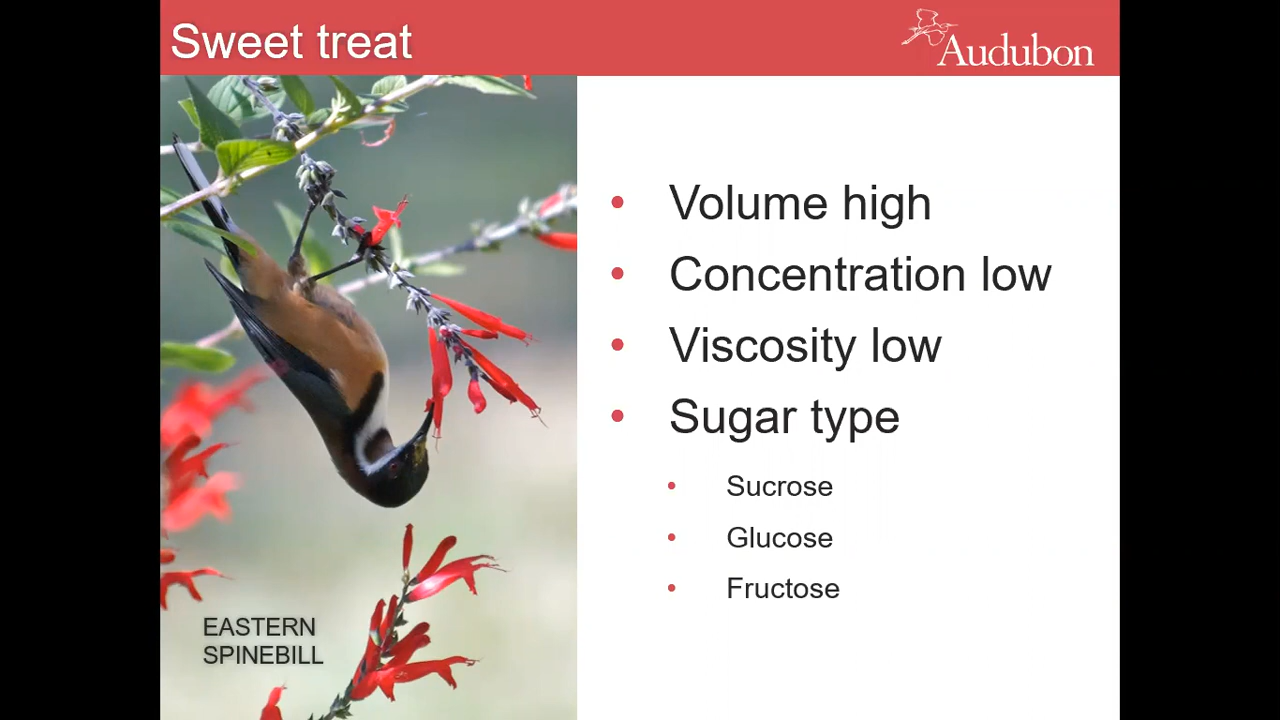 Sweet treat
Audubon
• Volume high
• Concentration low
• Viscosity low
• Sugar type
• Sucrose
• Glucose
• Fructose
EASTERN
SPINEBILL